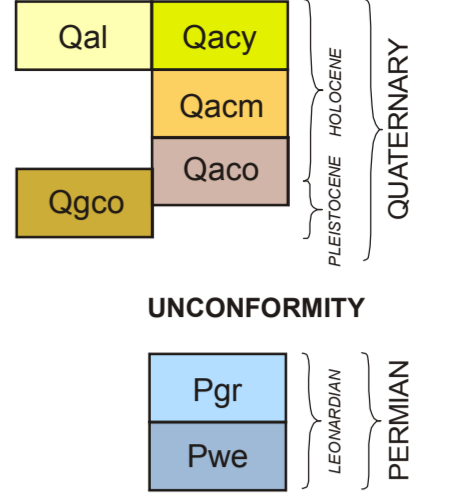 Qal
Qacy
Qacm
Qaco
Qgco
HOLOCENE
PLEISTOCENE
QUATERNARY
UNCONFORMITY
Pgr
Pwe
LEONARDIAN
PERMIAN